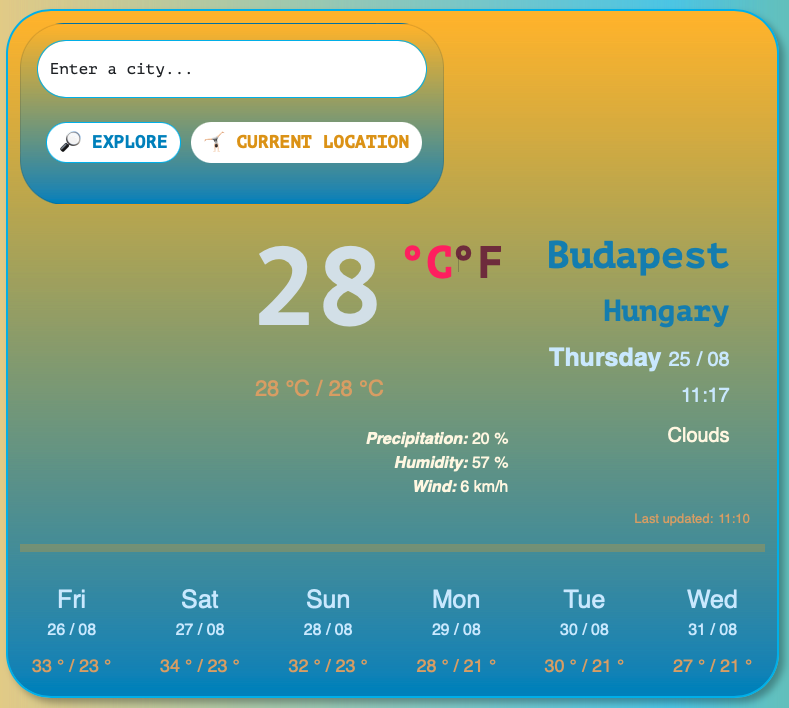 Enter a city...
🔎 EXPLORE
🤸🏻‍♀️ CURRENT LOCATION
28 °C°F
28 °C / 28 °C
Precipitation: 20 %
Humidity: 57 %
Wind: 6 km/h
Budapest
Hungary
Thursday 25 / 08
11:17
Clouds
Last updated: 11:10
Fri
26 / 08
33 ° / 23 °
Sat
27 / 08
34 ° / 23 °
Sun
28 / 08
32 ° / 23 °
Mon
29 / 08
28 ° / 21 °
Tue
30 / 08
30 ° / 21 °
Wed
31 / 08
27 ° / 21 °